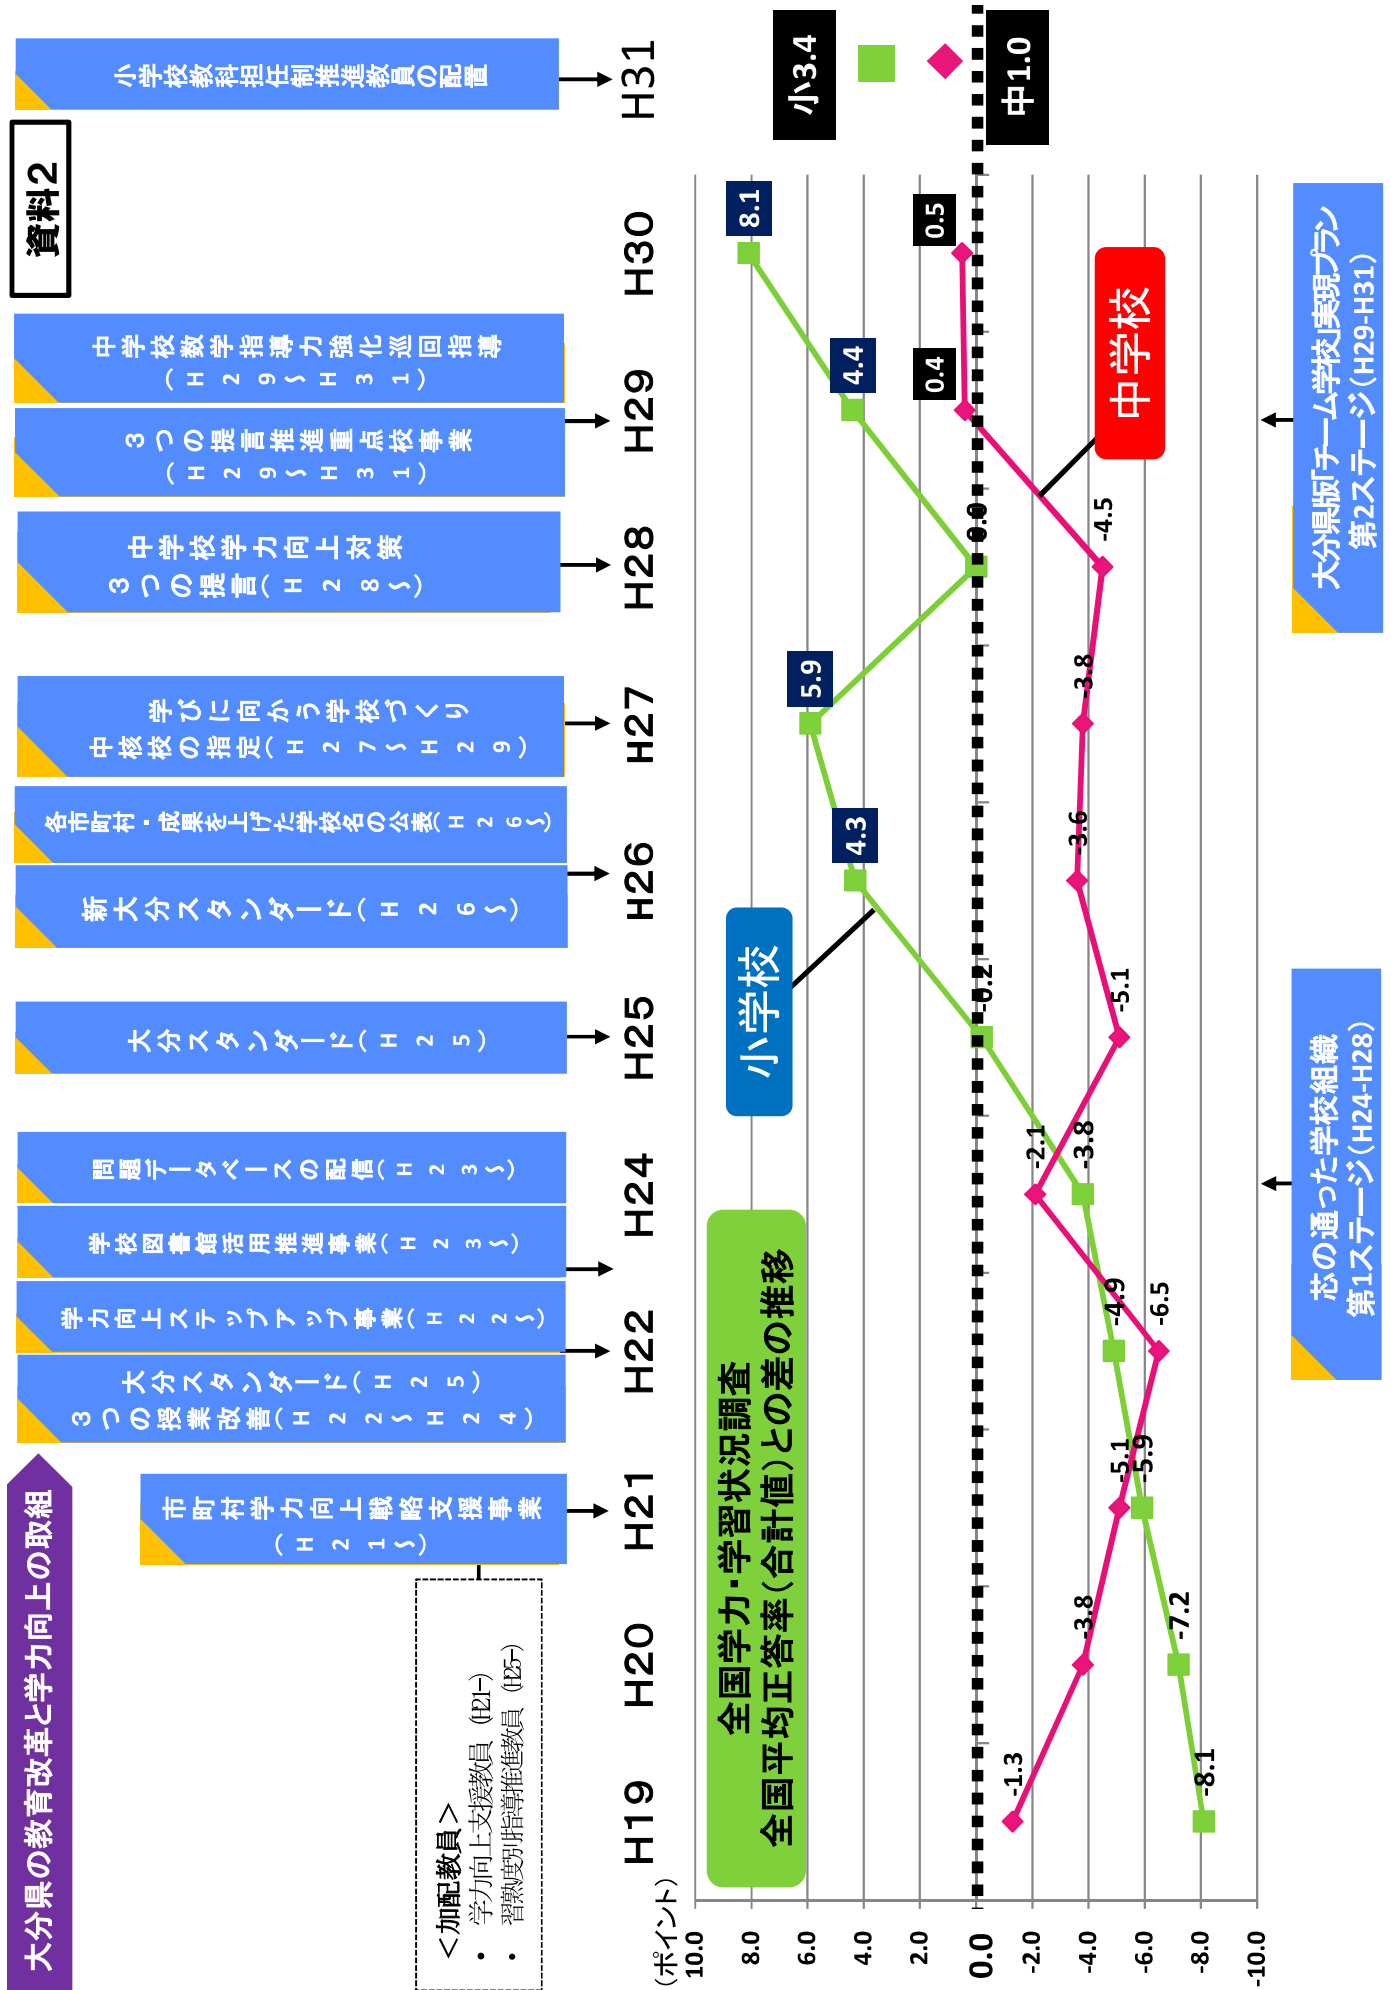 資料２
大分県の教育改革と学力向上の取組
市町村学力向上戦略支援事業
（Ｈ２１～）
大分スタンダード（Ｈ２５）
３つの授業改善（Ｈ２２～Ｈ２４）
学力向上ステップアップ事業（Ｈ２２～）
学校図書館活用推進事業（Ｈ２３～）
問題データベースの配信（Ｈ２３～）
大分スタンダード（Ｈ２５）
新大分スタンダード（Ｈ２６～）
各市町村・成果を上げた学校名の公表（Ｈ２６～）
学びに向かう学校づくり
中核校の指定（Ｈ２７～Ｈ２９）
中学校学力向上対策
３つの提言（Ｈ２８～）
３つの提言推進重点校事業
（Ｈ２９～Ｈ３１）
中学校数学指導力強化巡回指導
（Ｈ２９～Ｈ３１）
小学校教科担任制推進教員の配置
＜加配教員＞
・ 学力向上支援教員（H21～）
・ 習熟度別指導推進教員（H25～）
H19 H20 H21 H22 H24 H25 H26 H27 H28 H29 H30 H31
（ポイント）
全国学力・学習状況調査
全国平均正答率（合計値）との差の推移
小学校
中学校
10.0
8.0
6.0
4.0
2.0
0.0
-2.0
-4.0
-6.0
-8.0
-10.0
-8.1 -7.2 -5.9 -4.9 -3.8 -0.2 4.3 5.9 0.0 4.4 8.1
-1.3 -3.8 -5.1 -6.5 -2.1 -5.1 -3.6 -3.8 -4.5 0.4 0.5
小3.4
中1.0
芯の通った学校組織
第1ステージ（H24-H28）
大分県版「チーム学校」実現プラン
第2ステージ（H29-H31）